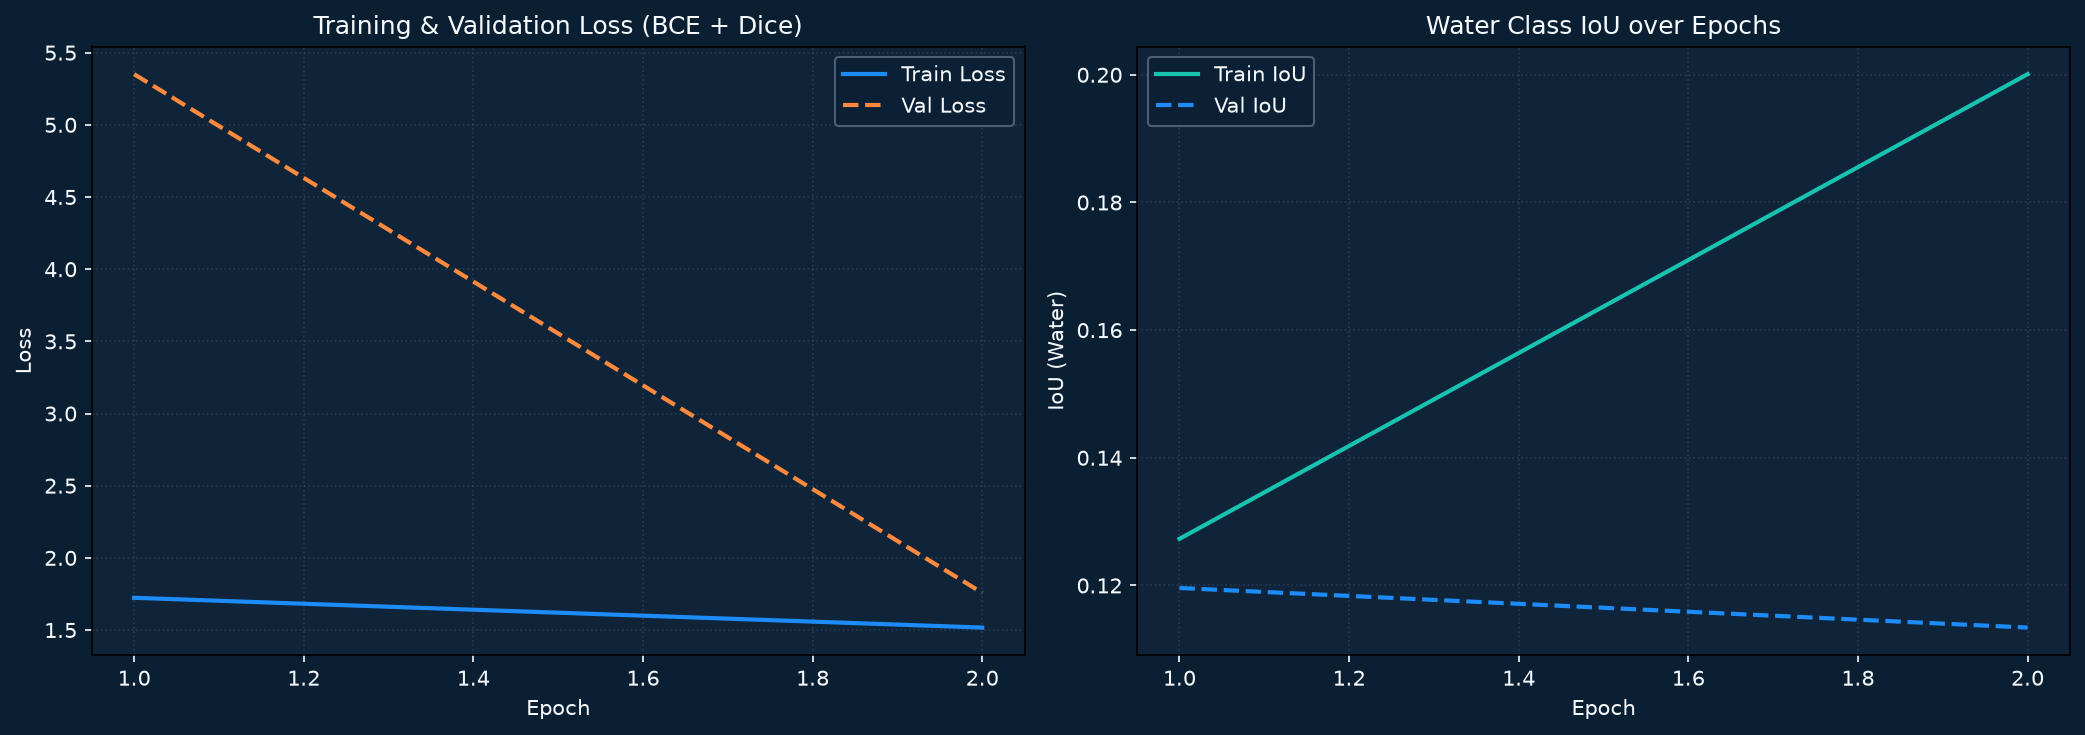 Training & Validation Loss (BCE + Dice)
5.5
5.0
4.5
4.0
3.5
3.0
2.5
2.0
1.5
Loss
Train Loss
Val Loss
1.0 1.2 1.4 1.6 1.8 2.0
Epoch
Water Class IoU over Epochs
0.20
0.18
0.16
0.14
0.12
IoU (Water)
Train IoU
Val IoU
1.0 1.2 1.4 1.6 1.8 2.0
Epoch